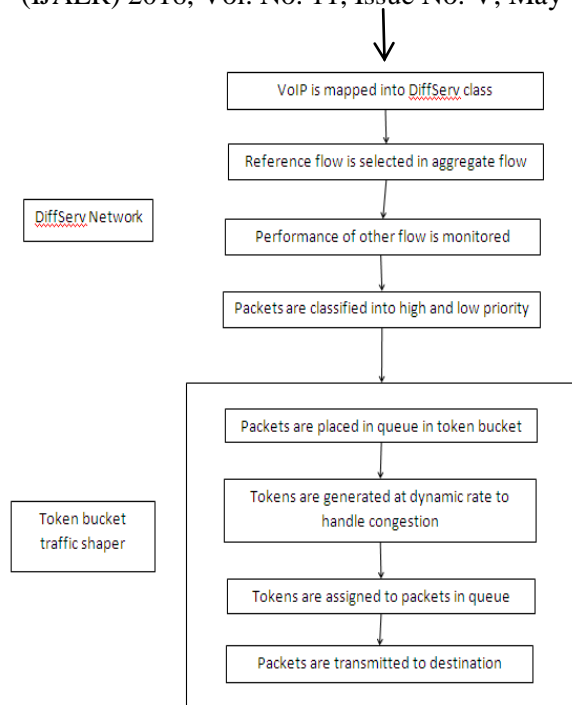 (IJAER) 2016, Vol. No. 11, Issue No. V, May
VoIP is mapped into DiffServ class
Reference flow is selected in aggregate flow
DiffServ Network
Performance of other flow is monitored
Packets are classified into high and low priority
Packets are placed in queue in token bucket
Tokens are generated at dynamic rate to
handle congestion
Token bucket
traffic shaper
Tokens are assigned to packets in queue
Packets are transmitted to destination